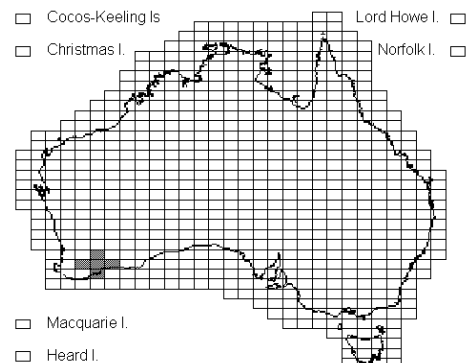 Cocos-Keeling Is
Lord Howe I.
Christmas I.
Norfolk I.
Macquarie I.
Heard I.